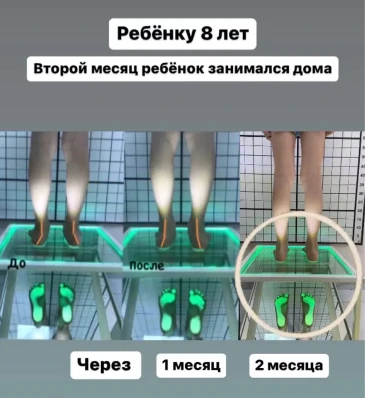 Ребёнку 8 лет
Второй месяц ребёнок занимался дома
До
После
Через
1 месяц
2 месяца